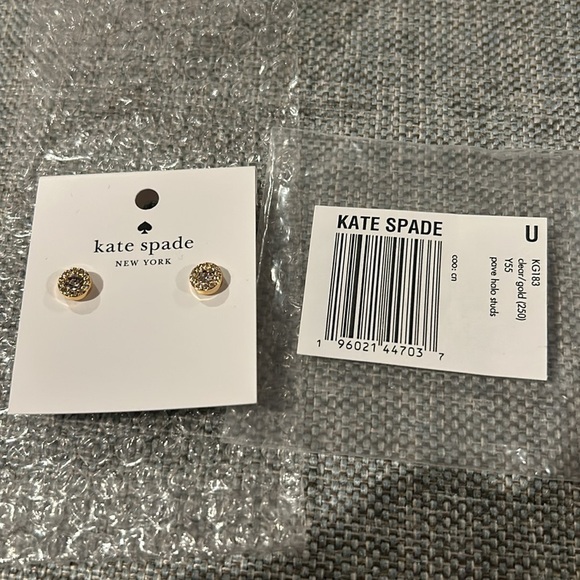 kate spade
NEW YORK
KATE SPADE
U
1 96021 44703 7
coo: cn
KG183
clear/gold (250)
Y55
pave halo studs